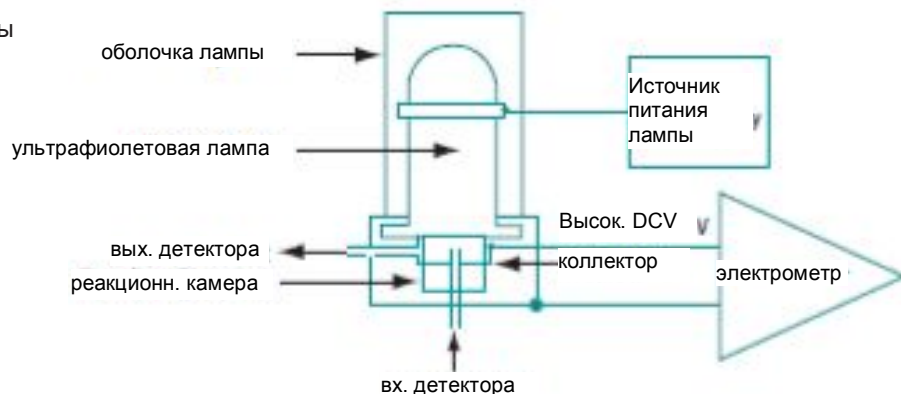 ы
оболочка лампы
Источник
питания
лампы
ультрафиолетовая лампа
Высок. DCV
вых. детектора
коллектор
электрометр
реакционн. камера
вх. детектора